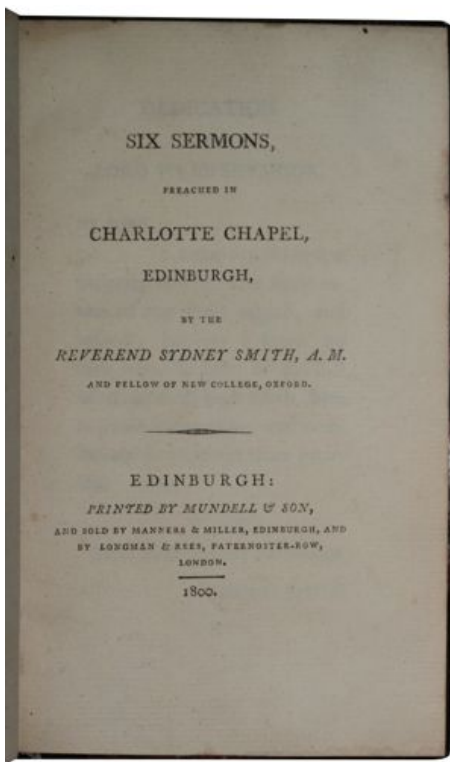 SIX SERMONS,
PREACHED IN
CHARLOTTE CHAPEL,
EDINBURGH,
BY THE
REVEREND SYDNEY SMITH, A. M.
AND FELLOW OF NEW COLLEGE, OXFORD.
EDINBURGH:
PRINTED BY MUNDELL & SON,
AND SOLD BY MANNERS & MILLER, EDINBURGH, AND
BY LONGMAN & REES, PATERNOSTER-ROW,
LONDON.
1800.